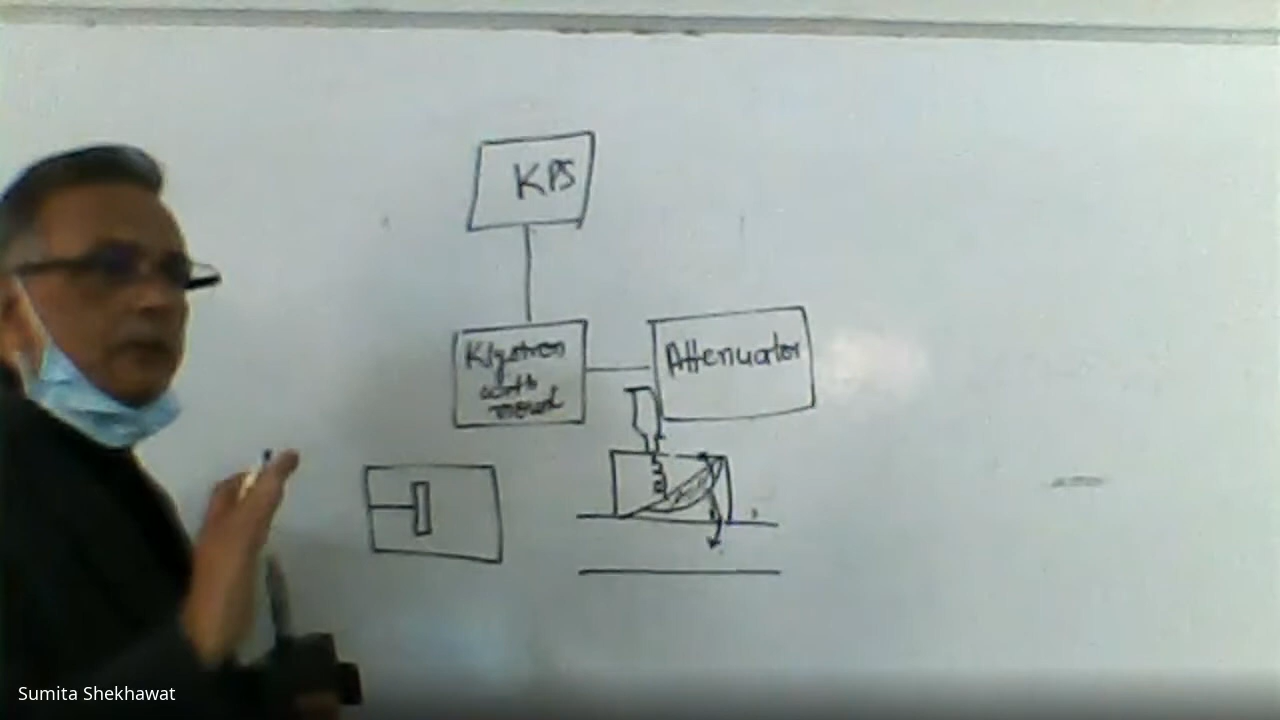 KPS
Klystron
with
mount
Attenuator
Sumita Shekhawat